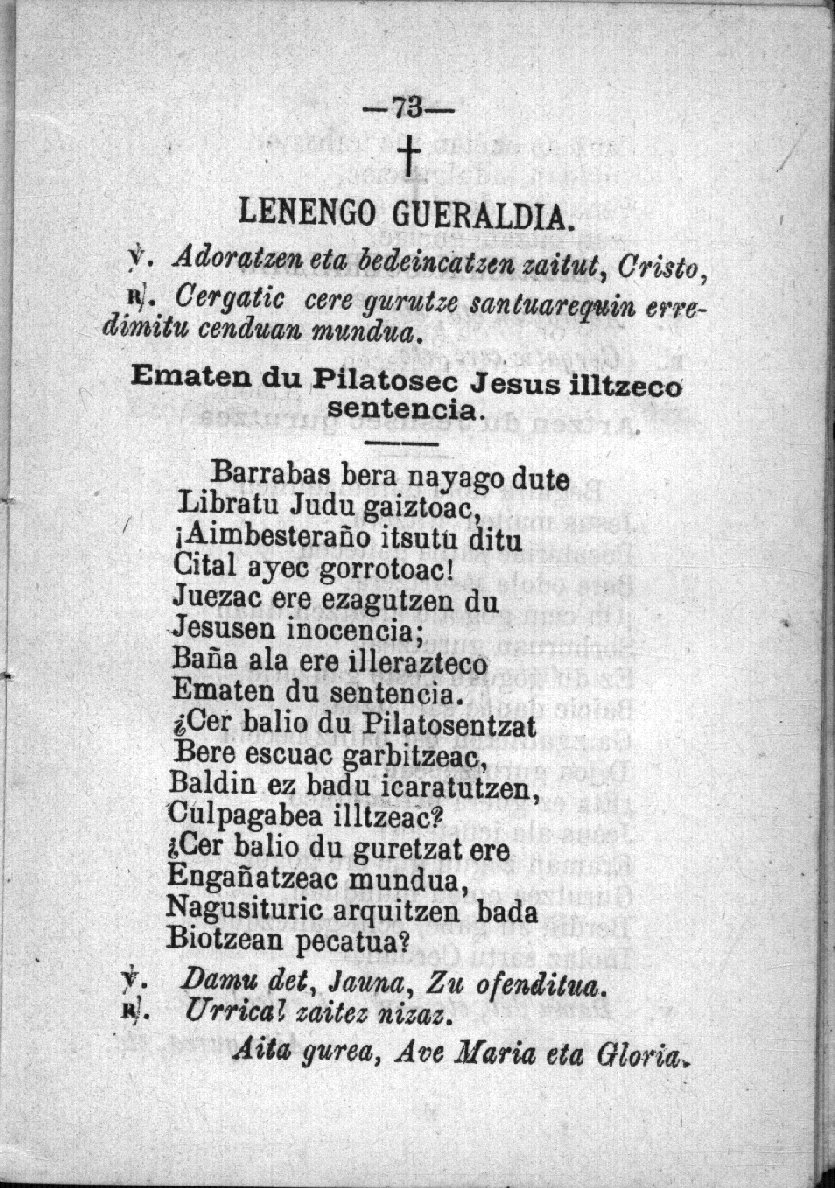 —73—
†
LENENGO GUERALDIA.
℣. Adoratzen eta bedeincatzen zaitut, Cristo,
℟. Cergatic cere gurutze santuarequin erre-
dimitu cenduan mundua.
Ematen du Pilatosec Jesus illtzeco
sentencia.
Barrabas bera nayago dute
Libratu Judu gaiztoac,
¡Aimbesteraño itsutu ditu
Cital ayec gorrotoac!
Juezac ere ezagutzen du
Jesusen inocencia;
Baña ala ere illerazteco
Ematen du sentencia.
¿Cer balio du Pilatosentzat
Bere escuac garbitzeac,
Baldin ez badu icaratutzen,
Culpagabea illtzeac?
¿Cer balio du guretzat ere
Engañatzeac mundua,
Nagusituric arquitzen bada
Biotzean pecatua?
℣. Damu det, Jauna, Zu ofenditua.
℟. Urrical zaitez nizaz.
Aita gurea, Ave Maria eta Gloria.